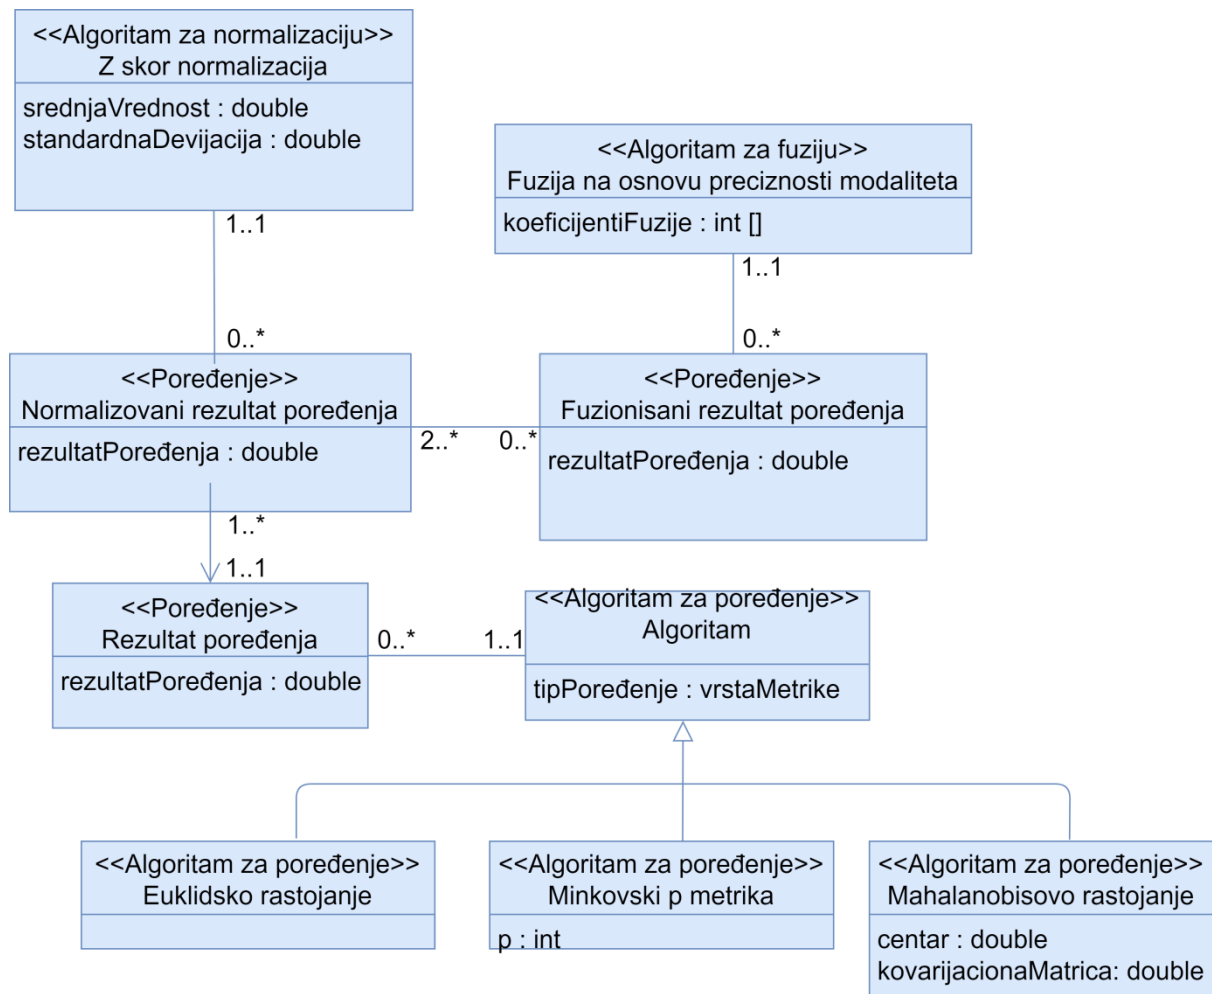 <<Algoritam za normalizaciju>>
Z skor normalizacija
srednjaVrednost : double
standardnaDevijacija : double
1..1
0..*
<<Algoritam za fuziju>>
Fuzija na osnovu preciznosti modaliteta
koeficijentiFuzije : int []
1..1
0..*
<<Poređenje>>
Normalizovani rezultat poređenja
rezultatPoređenja : double
2..*
0..*
<<Poređenje>>
Fuzionisani rezultat poređenja
rezultatPoređenja : double
1..*
1..1
<<Poređenje>>
Rezultat poređenja
rezultatPoređenja : double
0..*
1..1
<<Algoritam za poređenje>>
Algoritam
tipPoređenje : vrstaMetrike
<<Algoritam za poređenje>>
Euklidsko rastojanje
<<Algoritam za poređenje>>
Minkovski p metrika
p : int
<<Algoritam za poređenje>>
Mahalanobisovo rastojanje
centar : double
kovarijacionaMatrica: double